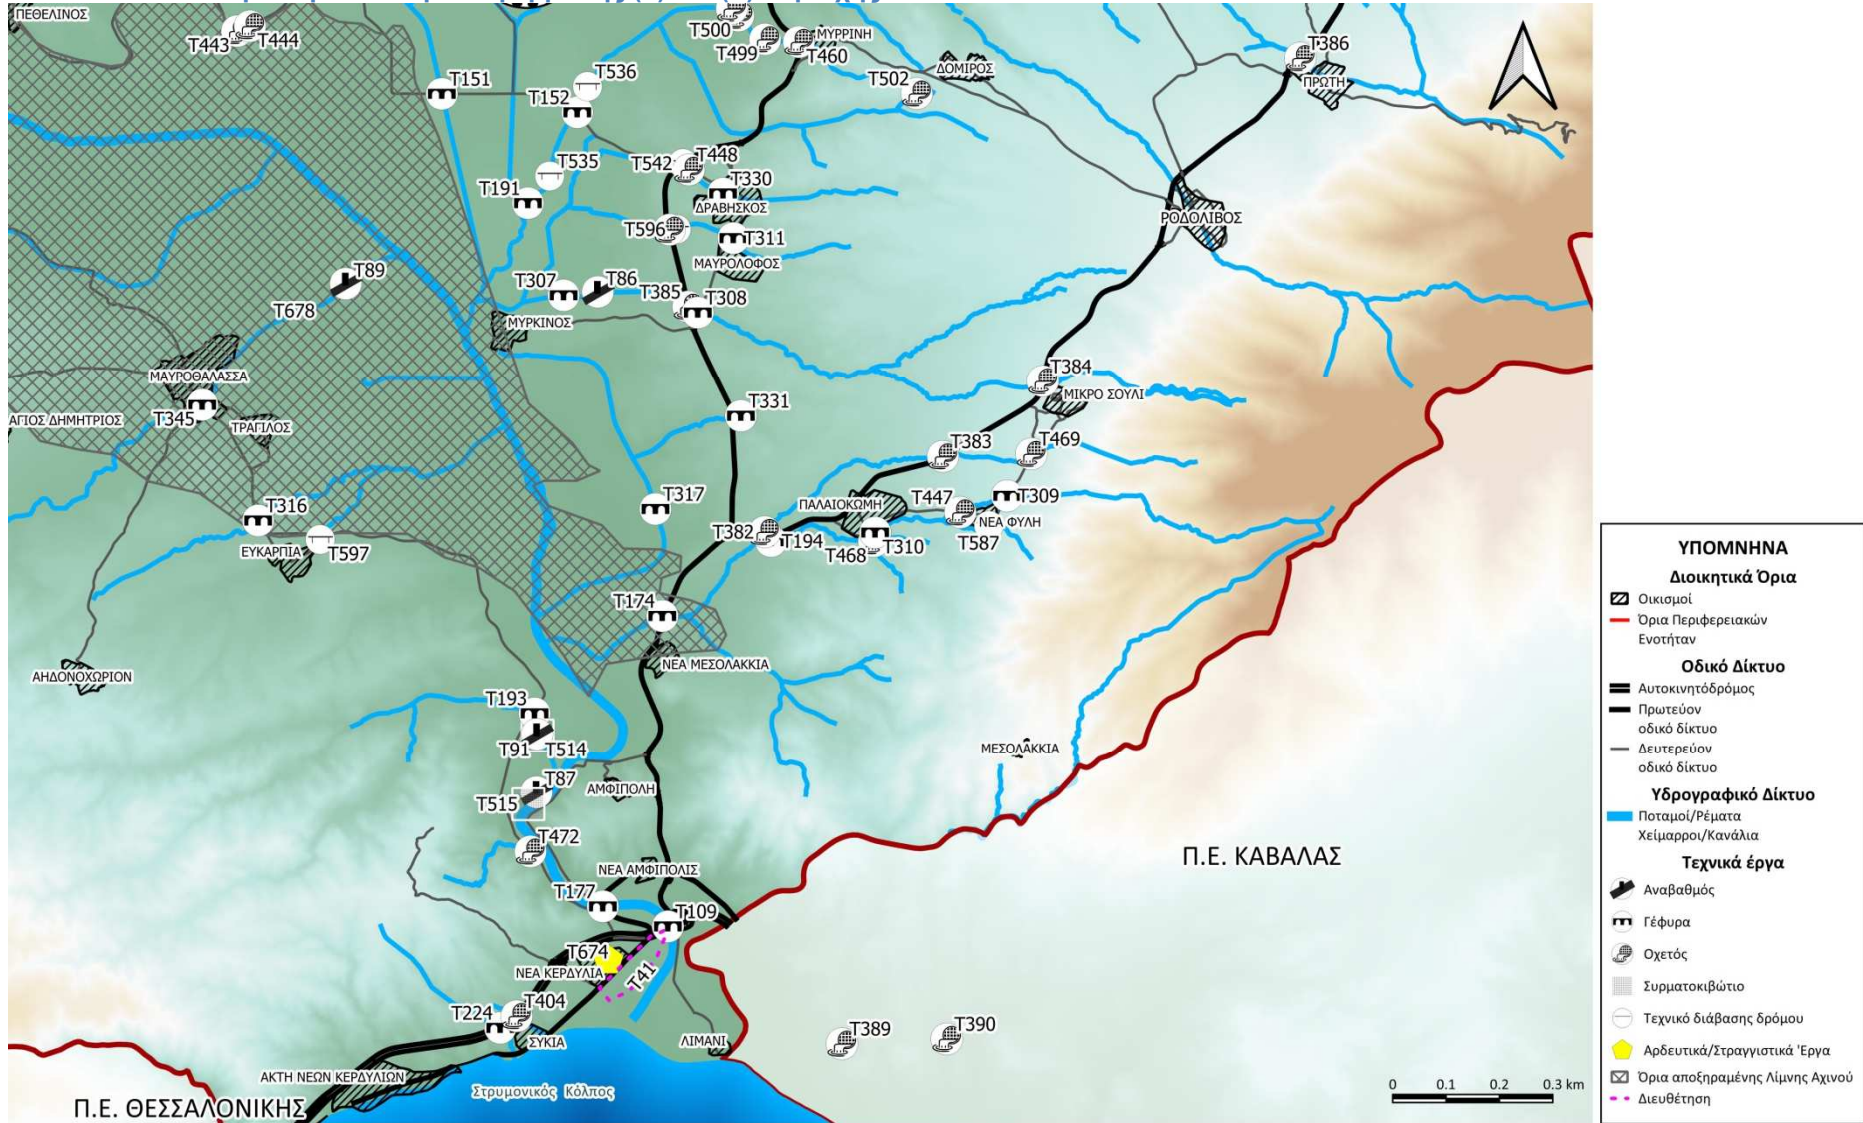 ΠΕΘΕΛΙΝΟΣ
T443
T444
T500
T499
T460
ΜΥΡΡΙΝΗ
ΔΟΜΙΡΟΣ
T502
T386
ΠΡΩΤΗ
T151
T536
T152
T535
T191
T542
T448
T330
ΔΡΑΒΗΣΚΟΣ
T596
T311
ΜΑΥΡΟΛΟΦΟΣ
ΡΟΔΟΛΙΒΟΣ
T89
T678
T307
T86
T385
T308
ΜΥΡΚΙΝΟΣ
ΜΑΥΡΟΘΑΛΑΣΣΑ
T345
ΑΓΙΟΣ ΔΗΜΗΤΡΙΟΣ
ΤΡΑΓΙΛΟΣ
T331
T384
ΜΙΚΡΟ ΣΟΥΛΙ
T383
T469
T316
T597
ΕΥΚΑΡΠΙΑ
T317
ΠΑΛΑΙΟΚΩΜΗ
T447
T309
ΝΕΑ ΦΥΛΗ
T382
T194
T468
T310
T587
T174
ΝΕΑ ΜΕΣΟΛΑΚΚΙΑ
ΑΗΔΟΝΟΧΩΡΙΟΝ
T193
T91
T514
ΜΕΣΟΛΑΚΚΙΑ
T87
T515
ΑΜΦΙΠΟΛΗ
T472
ΝΕΑ ΑΜΦΙΠΟΛΙΣ
Π.Ε. ΚΑΒΑΛΑΣ
T177
T109
T674
ΝΕΑ ΚΕΡΔΥΛΙΑ
T41
T404
T224
ΣΥΚΙΑ
ΛΙΜΑΝΙ
T389
T390
ΑΚΤΗ ΝΕΩΝ ΚΕΡΔΥΛΙΩΝ
Στρυμονικός Κόλπος
Π.Ε. ΘΕΣΣΑΛΟΝΙΚΗΣ
0 0.1 0.2 0.3 km
ΥΠΟΜΝΗΝΑ
Διοικητικά Όρια
Οικισμοί
Όρια Περιφερειακών
Ενοτήταν
Οδικό Δίκτυο
Αυτοκινητόδρόμος
Πρωτεύον
οδικό δίκτυο
Δευτερεύον
οδικό δίκτυο
Υδρογραφικό Δίκτυο
Ποταμοί/Ρέματα
Χείμαρροι/Κανάλια
Τεχνικά έργα
Αναβαθμός
Γέφυρα
Οχετός
Συρματοκιβώτιο
Τεχνικό διάβασης δρόμου
Αρδευτικά/Στραγγιστικά 'Εργα
Όρια αποξηραμένης Λίμνης Αχινού
Διευθέτηση